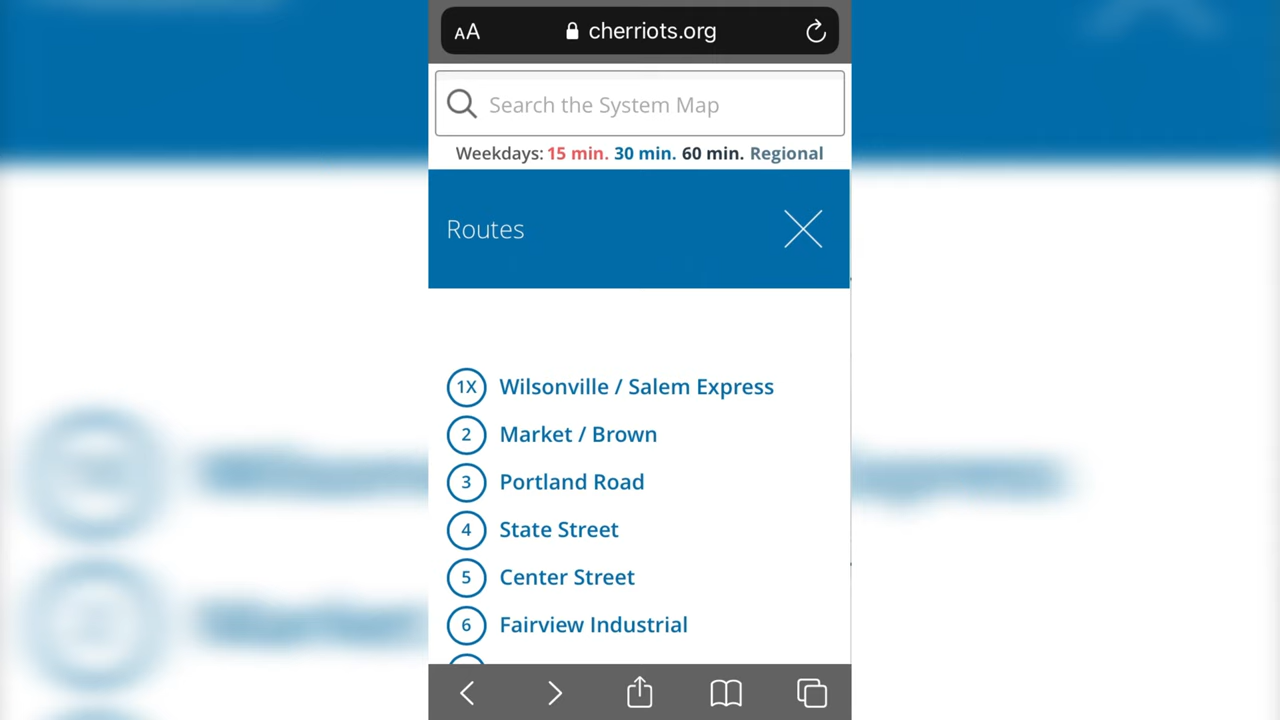 AA cherriots.org
Search the System Map
Weekdays: 15 min. 30 min. 60 min. Regional
Routes
1X Wilsonville / Salem Express
2 Market / Brown
3 Portland Road
4 State Street
5 Center Street
6 Fairview Industrial